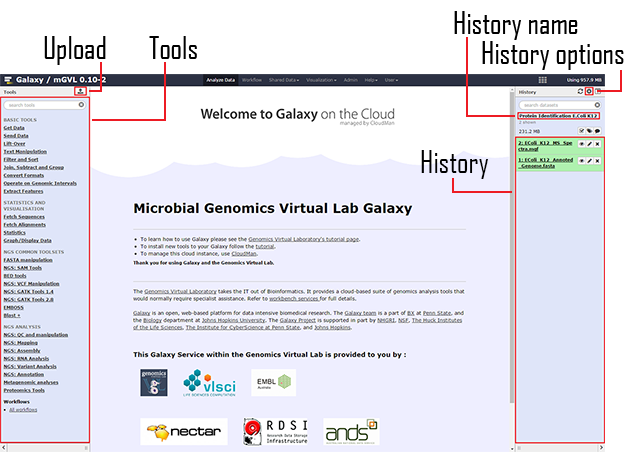 History name
Upload
Tools
History options
Galaxy / mGVL 0.10-2
Analyze Data Workflow Shared Data Visualization Admin Help User
Using 957.9 MB
Tools
search tools
BASIC TOOLS
Get Data
Send Data
Lift-Over
Text Manipulation
Filter and Sort
Join, Subtract and Group
Convert Formats
Operate on Genomic Intervals
Extract Features
STATISTICS AND
VISUALISATION
Fetch Sequences
Fetch Alignments
Statistics
Graph/Display Data
NGS COMMON TOOLSETS
FASTA manipulation
NGS: SAM Tools
BED tools
NGS: VCF Manipulation
NGS: GATK Tools 1.4
NGS: GATK Tools 2.8
EMBOSS
Blast +
NGS ANALYSIS
NGS: QC and manipulation
NGS: Mapping
NGS: Assembly
NGS: RNA Analysis
NGS: Variant Analysis
NGS: Annotation
Metagenomic analyses
Proteomics Tools
Workflows
All workflows
Welcome to Galaxy on the Cloud
managed by CloudMan
Microbial Genomics Virtual Lab Galaxy
• To learn how to use Galaxy please see the Genomics Virtual Laboratory's tutorial page.
• To install new tools to your Galaxy follow the tutorial.
• To manage this cloud instance, use CloudMan.
Thank you for using Galaxy and the Genomics Virtual Lab.
The Genomics Virtual Laboratory takes the IT out of Bioinformatics. It provides a cloud-based suite of genomics analysis tools that
would normally require specialist assistance. Refer to workbench services for full details.
Galaxy is an open, web-based platform for data intensive biomedical research. The Galaxy team is a part of BX at Penn State,
and the Biology department at Johns Hopkins University. The Galaxy Project is supported in part by NHGRI, NSF, The Huck Institutes
of the Life Sciences, The Institute for CyberScience at Penn State, and Johns Hopkins.
This Galaxy Service within the Genomics Virtual Lab is provided to you by :
genomics
vlsci
LIFE SCIENCES COMPUTATION
EMBL
Australia
nectar
RDSI
Research Data Storage
Infrastructure
ands
History
History
search datasets
Protein Identification E.Coli K12
2 shown
231.2 MB
2: EColi_K12_MS_Spe
ctra.mgf
1: EColi_K12_Annoted
_Genome.fasta